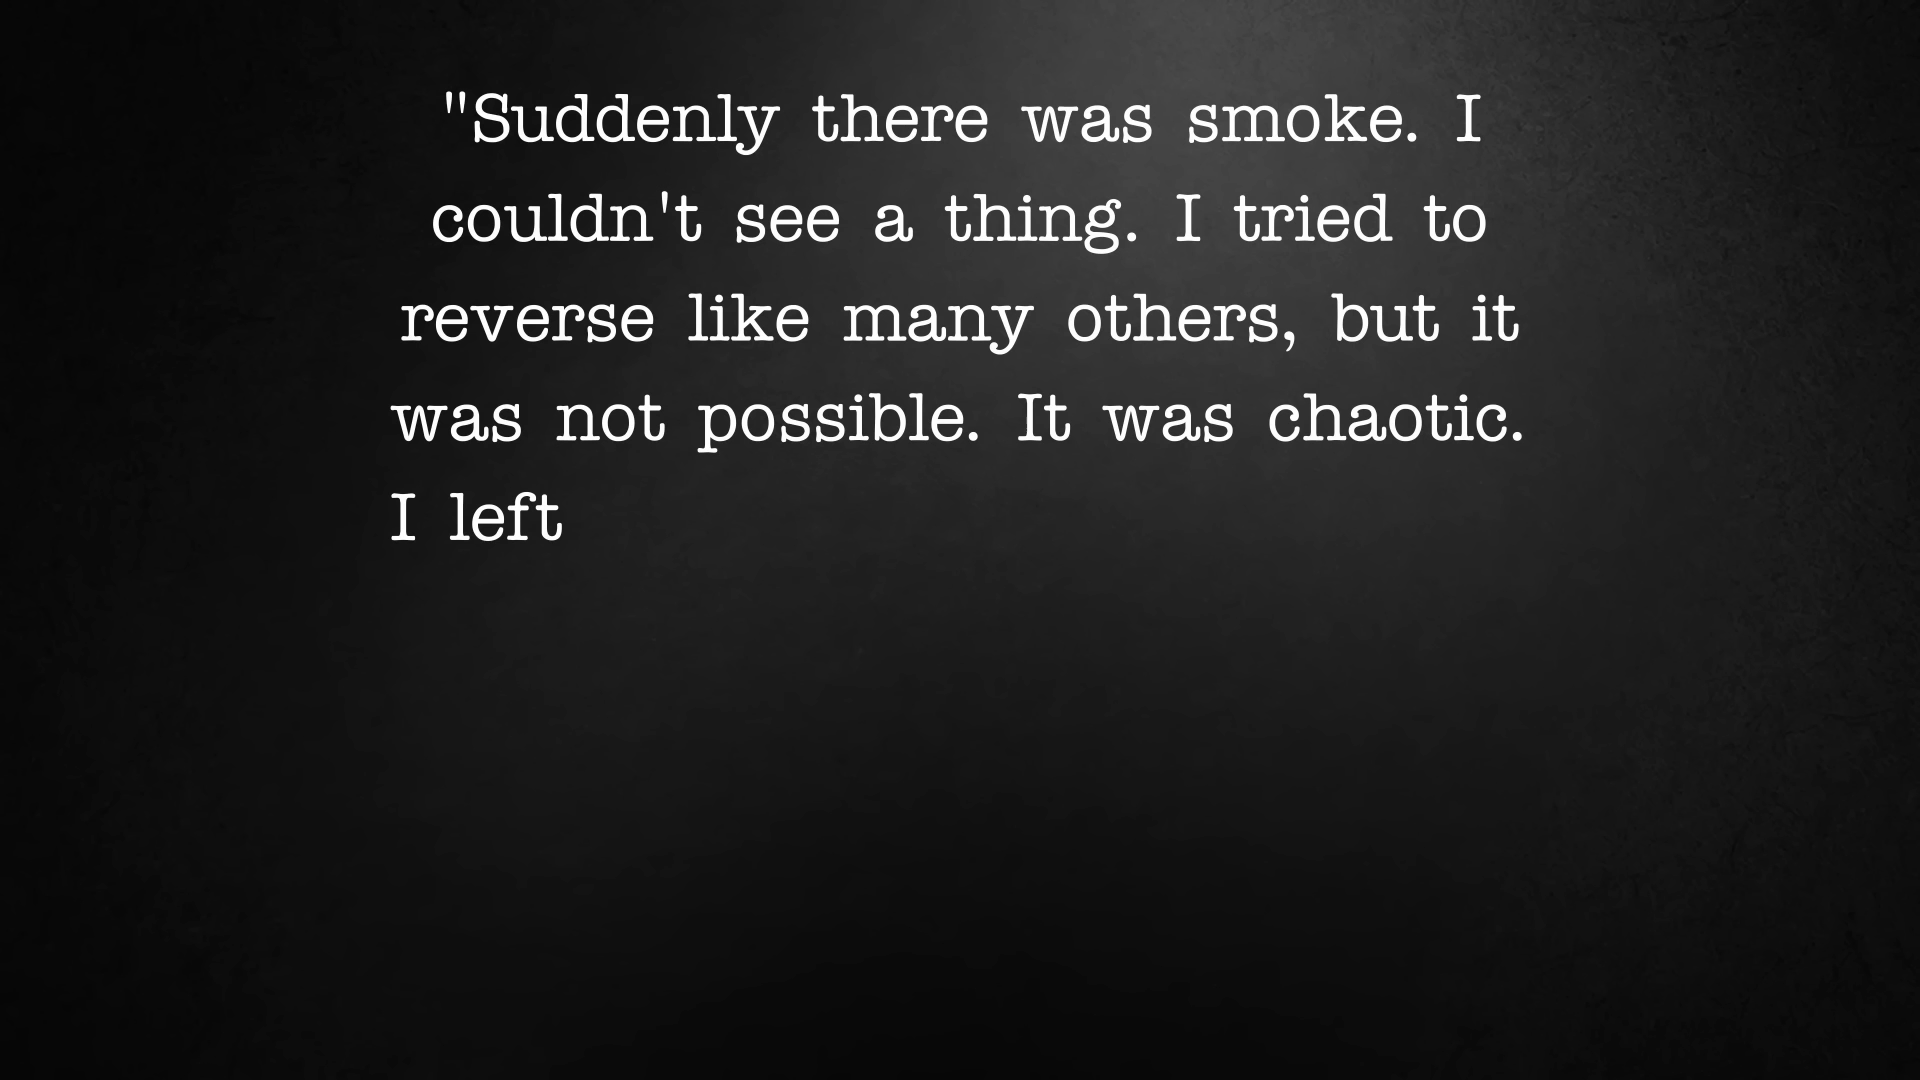 "Suddenly there was smoke. I
couldn't see a thing. I tried to
reverse like many others, but it
was not possible. It was chaotic.
I left